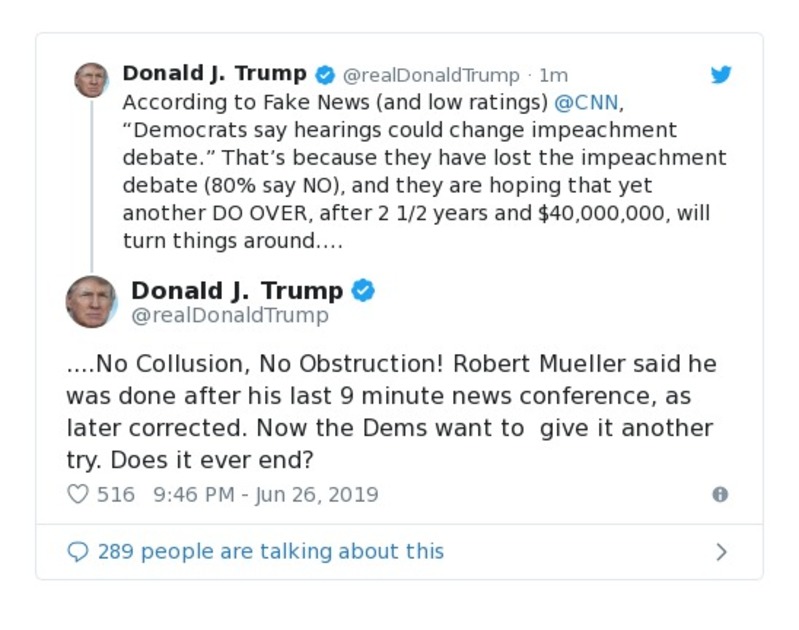 Donald J. Trump @realDonaldTrump · 1m
According to Fake News (and low ratings) @CNN,
“Democrats say hearings could change impeachment
debate.” That’s because they have lost the impeachment
debate (80% say NO), and they are hoping that yet
another DO OVER, after 2 1/2 years and $40,000,000, will
turn things around....
Donald J. Trump
@realDonaldTrump
....No Collusion, No Obstruction! Robert Mueller said he
was done after his last 9 minute news conference, as
later corrected. Now the Dems want to  give it another
try. Does it ever end?
516 9:46 PM - Jun 26, 2019
289 people are talking about this